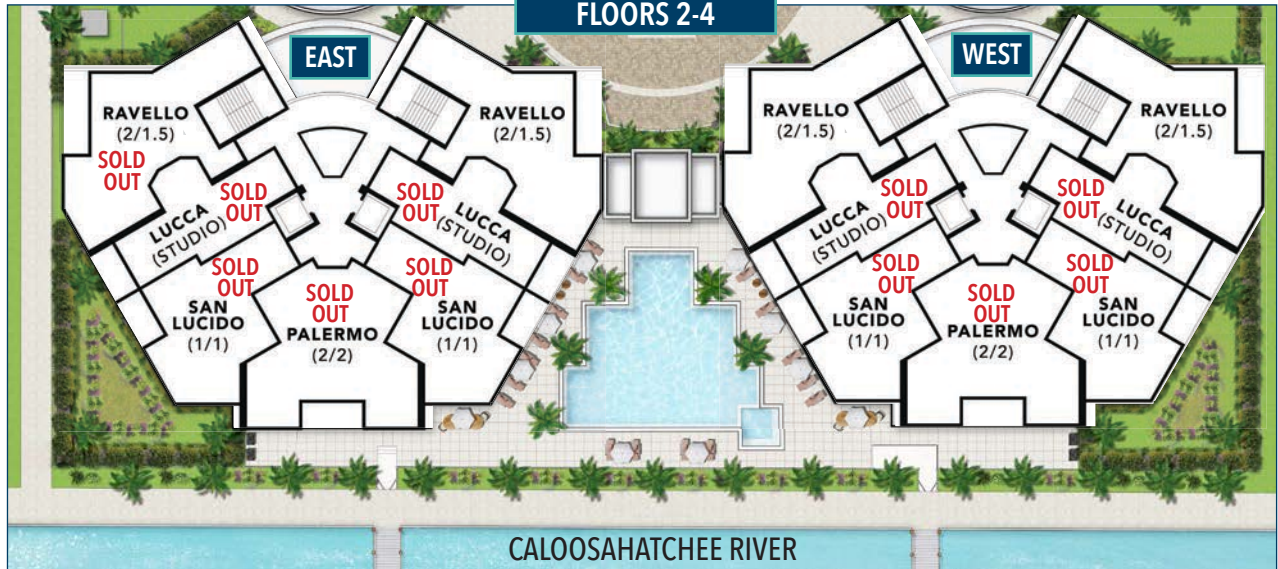 FLOORS 2-4
EAST
WEST
RAVELLO
(2/1.5)
SOLD
OUT
RAVELLO
(2/1.5)
SOLD
OUT
LUCCA
(STUDIO)
SOLD
OUT
LUCCA
(STUDIO)
SOLD
OUT
SAN
LUCIDO
(1/1)
SOLD
OUT
PALERMO
(2/2)
SOLD
OUT
SAN
LUCIDO
(1/1)
RAVELLO
(2/1.5)
RAVELLO
(2/1.5)
SOLD
OUT
LUCCA
(STUDIO)
SOLD
OUT
LUCCA
(STUDIO)
SOLD
OUT
SAN
LUCIDO
(1/1)
SOLD
OUT
PALERMO
(2/2)
SOLD
OUT
SAN
LUCIDO
(1/1)
CALOOSAHATCHEE RIVER